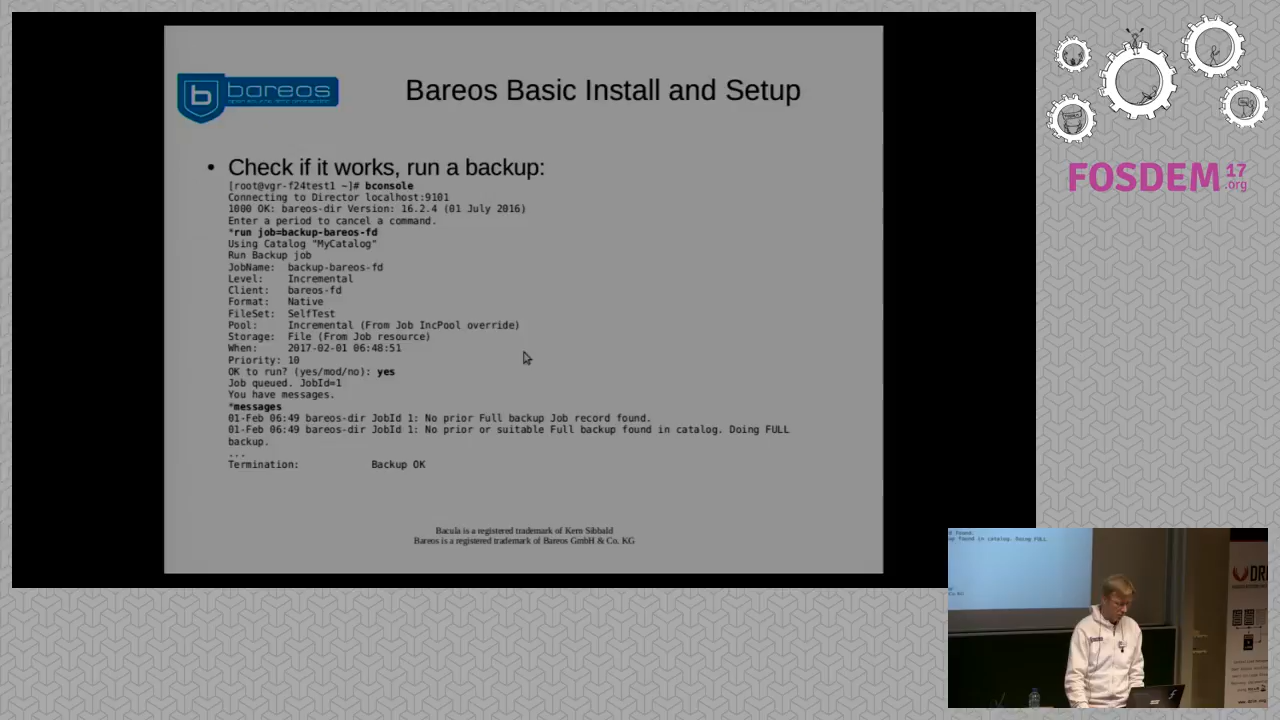 bareos
Bareos Basic Install and Setup
• Check if it works, run a backup:
[root@vgr-f24test1 ~]# bconsole
Connecting to Director localhost:9101
1000 OK: bareos-dir Version: 16.2.4 (01 July 2016)
Enter a period to cancel a command.
*run job=backup-bareos-fd
Using Catalog "MyCatalog"
Run Backup job
JobName: backup-bareos-fd
Level: Incremental
Client: bareos-fd
Format: Native
FileSet: SelfTest
Pool: Incremental (From Job IncPool override)
Storage: File (From Job resource)
When: 2017-02-01 06:48:51
Priority: 10
OK to run? (yes/mod/no): yes
Job queued. JobId=1
You have messages.
*messages
01-Feb 06:49 bareos-dir JobId 1: No prior Full backup Job record found.
01-Feb 06:49 bareos-dir JobId 1: No prior or suitable Full backup found in catalog. Doing FULL
backup.
...
Termination: Backup OK
Bacula is a registered trademark of Kern Sibbald
Bareos is a registered trademark of Bareos GmbH & Co. KG
FOSDEM 17
.org
found in catalog. Doing FULL